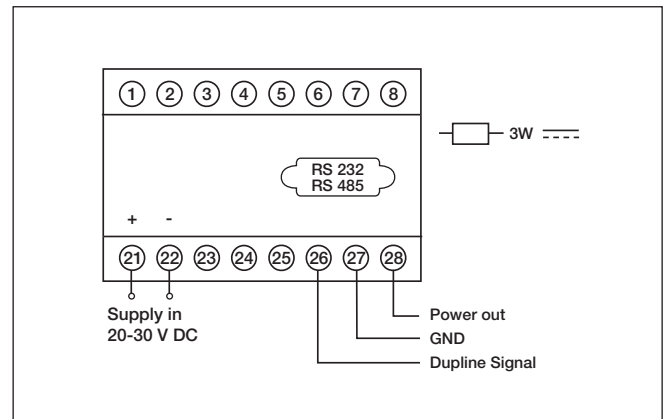 1 2 3 4 5 6 7 8
3W
RS 232
RS 485
+ -
21 22 23 24 25 26 27 28
Supply in
20-30 V DC
Power out
GND
Dupline Signal